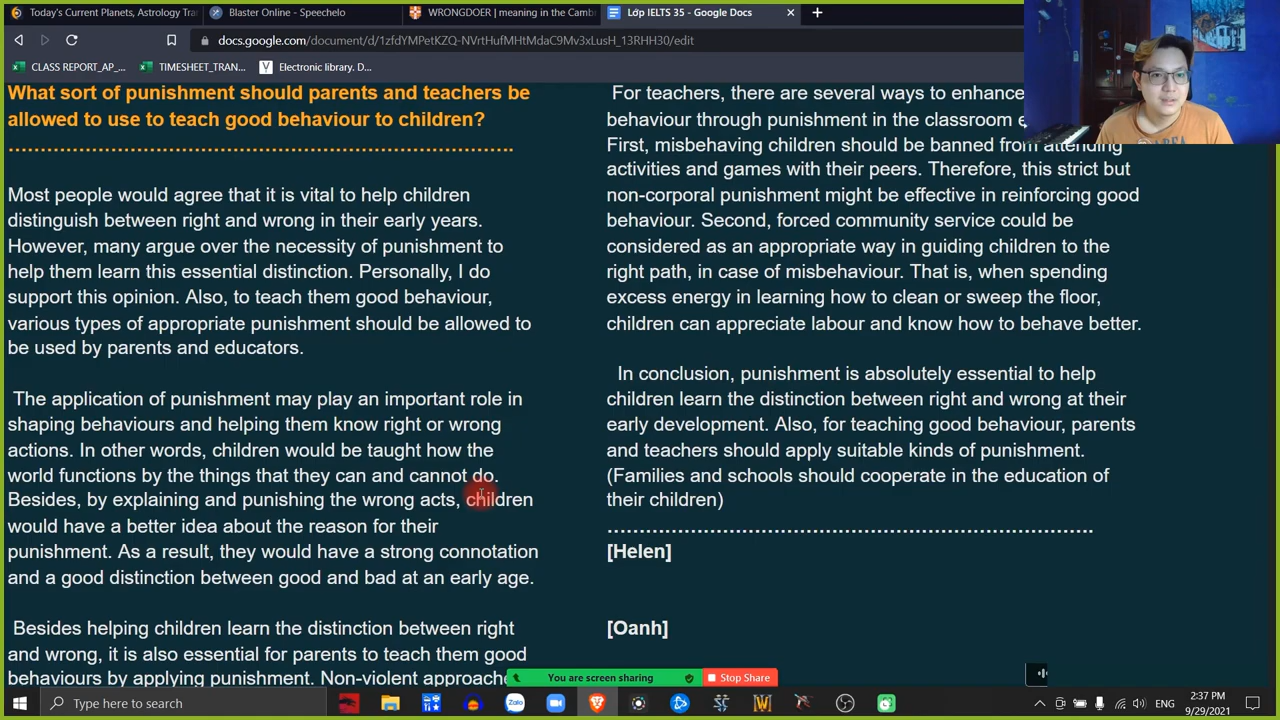 Today's Current Planets, Astrology Tra
Blaster Online - Speechelo
WRONGDOER | meaning in the Camb
Lớp IELTS 35 - Google Docs
docs.google.com/document/d/1zfdYMPetKZQ-NVrtHufMHtMdaC9Mv3xLusH_13RHH30/edit
CLASS REPORT_AP_...
TIMESHEET_TRAN...
Electronic library. D...
What sort of punishment should parents and teachers be
allowed to use to teach good behaviour to children?
Most people would agree that it is vital to help children
distinguish between right and wrong in their early years.
However, many argue over the necessity of punishment to
help them learn this essential distinction. Personally, I do
support this opinion. Also, to teach them good behaviour,
various types of appropriate punishment should be allowed to
be used by parents and educators.
The application of punishment may play an important role in
shaping behaviours and helping them know right or wrong
actions. In other words, children would be taught how the
world functions by the things that they can and cannot do.
Besides, by explaining and punishing the wrong acts, children
would have a better idea about the reason for their
punishment. As a result, they would have a strong connotation
and a good distinction between good and bad at an early age.
Besides helping children learn the distinction between right
and wrong, it is also essential for parents to teach them good
behaviours by applying punishment. Non-violent approache
For teachers, there are several ways to enhance
behaviour through punishment in the classroom e
First, misbehaving children should be banned from attending
activities and games with their peers. Therefore, this strict but
non-corporal punishment might be effective in reinforcing good
behaviour. Second, forced community service could be
considered as an appropriate way in guiding children to the
right path, in case of misbehaviour. That is, when spending
excess energy in learning how to clean or sweep the floor,
children can appreciate labour and know how to behave better.
In conclusion, punishment is absolutely essential to help
children learn the distinction between right and wrong at their
early development. Also, for teaching good behaviour, parents
and teachers should apply suitable kinds of punishment.
(Families and schools should cooperate in the education of
their children)
[Helen]
[Oanh]
You are screen sharing
Stop Share
Type here to search
Zalo
ENG
2:37 PM
9/29/2021